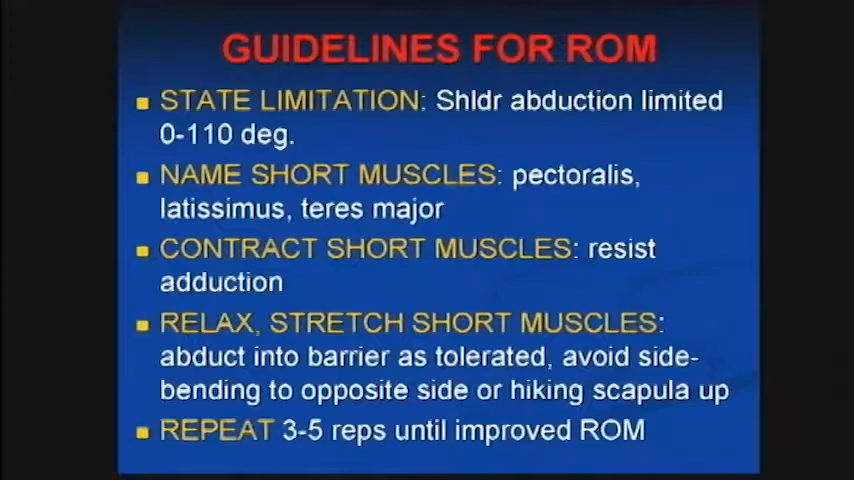 GUIDELINES FOR ROM
STATE LIMITATION: Shldr abduction limited
0-110 deg.
NAME SHORT MUSCLES: pectoralis,
latissimus, teres major
CONTRACT SHORT MUSCLES: resist
adduction
RELAX, STRETCH SHORT MUSCLES:
abduct into barrier as tolerated, avoid side-
bending to opposite side or hiking scapula up
REPEAT 3-5 reps until improved ROM